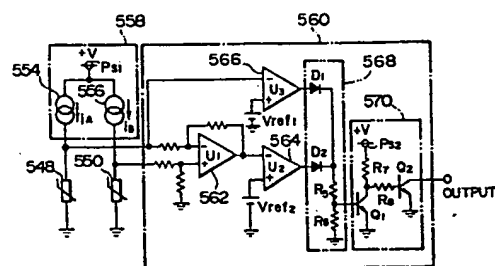 558
560
+V
Psi
554
556
iA
iB
566
U3
D1
568
Vref1
570
+V
Ps2
548
550
U1
562
U2
564
D2
R7
Q2
R8
OUTPUT
Vref2
R5
R6
Q1